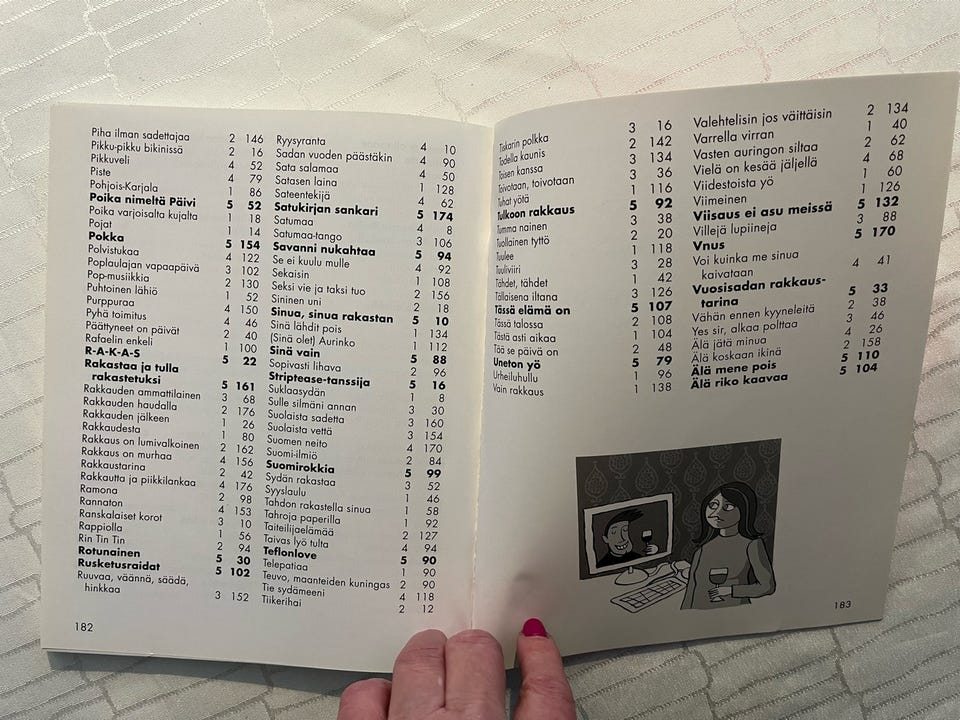 Piha ilman sadettajaa 2 146
Pikku-pikku bikinissä 2 16
Pikkuveli 4 52
Piste 4 79
Pohjois-Karjala 1 86
Poika nimeltä Päivi 5 52
Poika varjoisalta kujalta 1 18
Pojat 1 14
Pokka 5 154
Polvistukaa 4 122
Poplaulajan vapaapäivä 3 102
Pop-musiikkia 2 130
Puhtoinen lähiö 1 52
Purppuraa 4 150
Pyhä toimitus 4 46
Päättyneet on päivät 2 40
Rafaelin enkeli 1 100
R-A-K-A-S 5 22
Rakastaa ja tulla
rakastetuksi 5 161
Rakkauden ammattilainen 3 68
Rakkauden haudalla 2 176
Rakkauden jälkeen 1 26
Rakkaudesta 1 80
Rakkaus on lumivalkoinen 2 162
Rakkaus on murhaa 4 156
Rakkaustarina 2 42
Rakkautta ja piikkilankaa 4 176
Ramona 2 98
Rannaton 4 153
Ranskalaiset korot 3 10
Rappiolla 1 56
Rin Tin Tin 2 94
Rotunainen 5 30
Rusketusraidat 5 102
Ruuvaa, väännä, säädä,
hinkkaa 3 152
182
Ryysyranta 4 10
Sadan vuoden päästäkin 4 90
Sata salamaa 4 50
Satasen laina 1 128
Sateentekijä 4 62
Satukirjan sankari 5 174
Satumaa 4 8
Satumaa-tango 3 106
Savanni nukahtaa 5 94
Se ei kuulu mulle 4 92
Sekaisin 1 108
Seksi vie ja taksi tuo 2 156
Sininen uni 2 18
Sinua, sinua rakastan 5 10
Sinä lähdit pois 1 134
(Sinä olet) Aurinko 1 112
Sinä vain 5 88
Sopivasti lihava 2 96
Striptease-tanssija 5 16
Suklaasydän 1 8
Sulle silmäni annan 3 30
Suolaista sadetta 3 160
Suolaista vettä 3 154
Suomen neito 4 170
Suomi-ilmiö 2 84
Suomirokkia 5 99
Sydän rakastaa 3 52
Syyslaulu 1 46
Tahdon rakastella sinua 1 58
Tahroja paperilla 1 92
Taiteilijaelämää 2 127
Taivas lyö tulta 4 94
Teflonlove 5 90
Telepatiaa 1 90
Teuvo, maanteiden kuningas 2 90
Tie sydämeeni 4 118
Tiikerihai 2 12
Tiskarin polkka 3 16
Todella kaunis 2 142
Toisen kanssa 3 134
Toivotaan, toivotaan 3 36
Tuhat yötä 1 116
Tulkoon rakkaus 5 92
Tumma nainen 3 38
Tuollainen tyttö 2 20
Tuulee 1 118
Tuuliviiri 3 28
Tähdet, tähdet 1 42
Tällaisena iltana 3 126
Tässä elämä on 5 107
Tässä talossa 2 108
Tästä asti aikaa 1 104
Tää se päivä on 2 48
Uneton yö 5 79
Urheiluhullu 1 96
Vain rakkaus 1 138
Valehtelisin jos väittäisin 2 134
Varrella virran 1 40
Vasten auringon siltaa 2 62
Vielä on kesää jäljellä 4 68
Viidestoista yö 1 60
Viimeinen 1 126
Viisaus ei asu meissä 5 132
Villejä lupiineja 3 88
Vnus 5 170
Voi kuinka me sinua
kaivataan 4 41
Vuosisadan rakkaus-
tarina 5 33
Vähän ennen kyyneleitä 2 38
Yes sir, alkaa polttaa 3 46
Älä jätä minua 4 26
Älä koskaan ikinä 2 158
Älä mene pois 5 110
Älä riko kaavaa 5 104
183